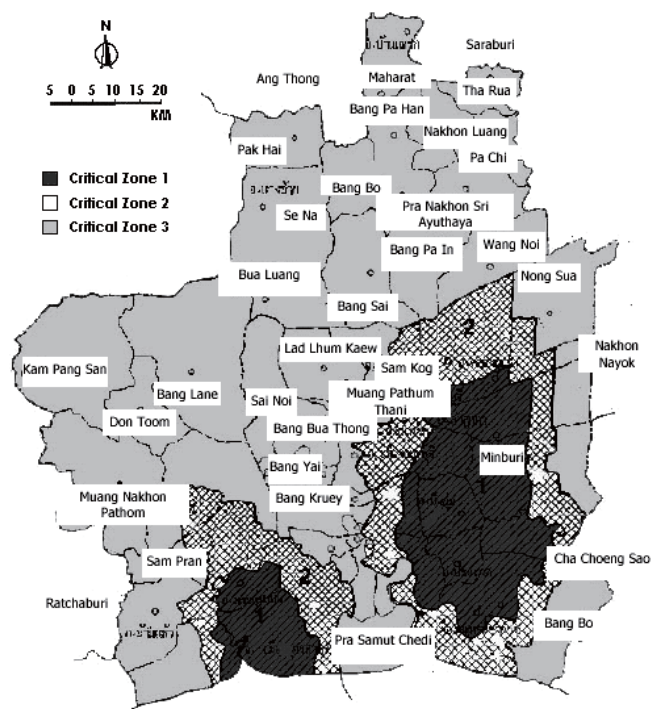 N
5 0 5 10 20
KM
Critical Zone 1
Critical Zone 2
Critical Zone 3
Saraburi
Ang Thong
Maharat
Tha Rua
Bang Pa Han
Nakhon Luang
Pak Hai
Pa Chi
Bang Bo
Se Na
Pra Nakhon Sri
Ayuthaya
Bang Pa In
Wang Noi
Bua Luang
Nong Sua
Bang Sai
2
Lad Lhum Kaew
Nakhon
Nayok
Kam Pang San
Sam Kog
Bang Lane
Sai Noi
Muang Pathum
Thani
Don Toom
Bang Bua Thong
Minburi
Bang Yai
Muang Nakhon
Pathom
Bang Kruey
Sam Pran
2
Cha Choeng Sao
Ratchaburi
1
Pra Samut Chedi
Bang Bo